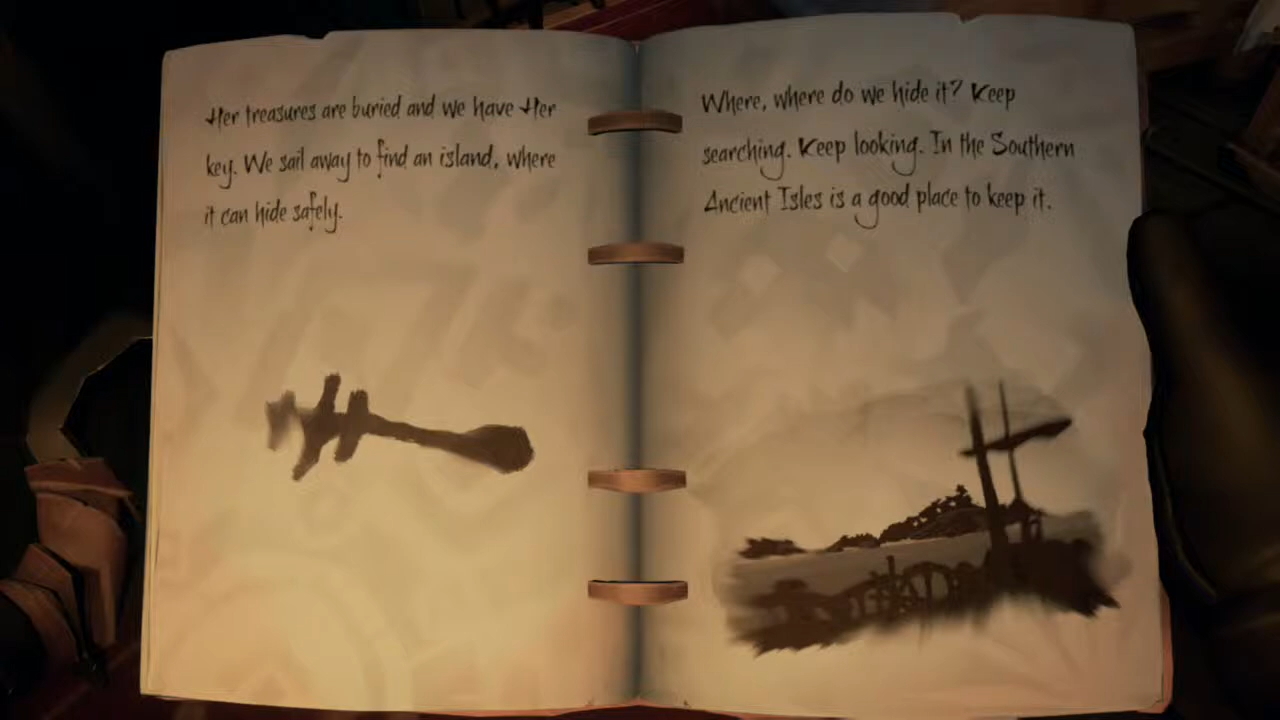 Her treasures are buried and we have Her
key. We sail away to find an island, where
it can hide safely.
Where, where do we hide it? Keep
searching. Keep looking. In the Southern
Ancient Isles is a good place to keep it.